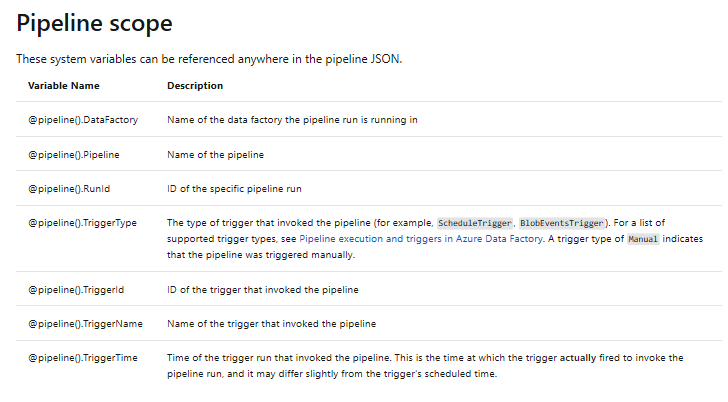 Pipeline scope
These system variables can be referenced anywhere in the pipeline JSON.
Variable Name Description
@pipeline().DataFactory Name of the data factory the pipeline run is running in
@pipeline().Pipeline Name of the pipeline
@pipeline().RunId ID of the specific pipeline run
@pipeline().TriggerType The type of trigger that invoked the pipeline (for example, ScheduleTrigger, BlobEventsTrigger). For a list of
supported trigger types, see Pipeline execution and triggers in Azure Data Factory. A trigger type of Manual indicates
that the pipeline was triggered manually.
@pipeline().TriggerId ID of the trigger that invoked the pipeline
@pipeline().TriggerName Name of the trigger that invoked the pipeline
@pipeline().TriggerTime Time of the trigger run that invoked the pipeline. This is the time at which the trigger actually fired to invoke the
pipeline run, and it may differ slightly from the trigger's scheduled time.